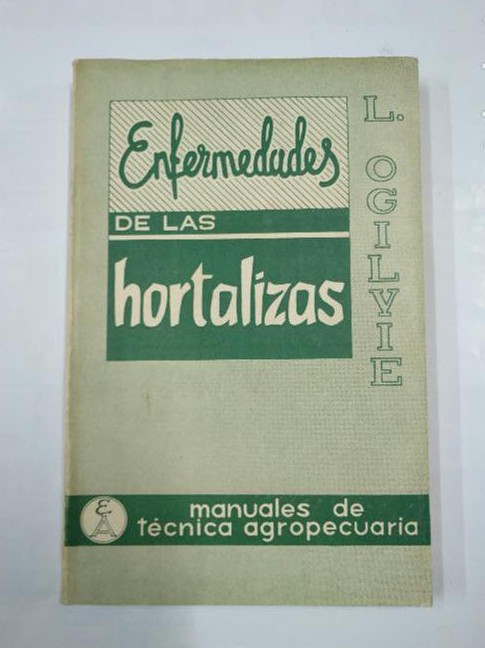 Enfermedades
DE LAS
hortalizas
L. OGILVIE
manuales de
técnica agropecuaria